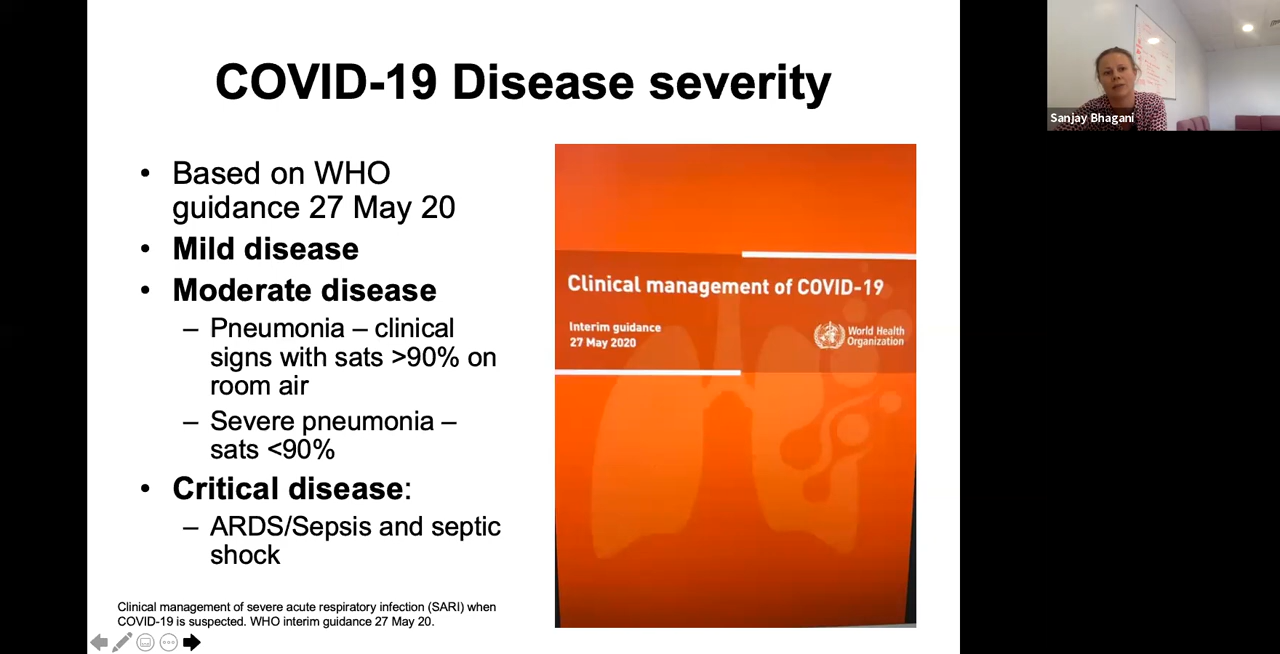 COVID-19 Disease severity
Sanjay Bhagani
• Based on WHO
guidance 27 May 20
• Mild disease
• Moderate disease
– Pneumonia – clinical
signs with sats >90% on
room air
– Severe pneumonia –
sats <90%
• Critical disease:
– ARDS/Sepsis and septic
shock
Clinical management of COVID-19
Interim guidance
27 May 2020
World Health
Organization
Clinical management of severe acute respiratory infection (SARI) when
COVID-19 is suspected. WHO interim guidance 27 May 20.